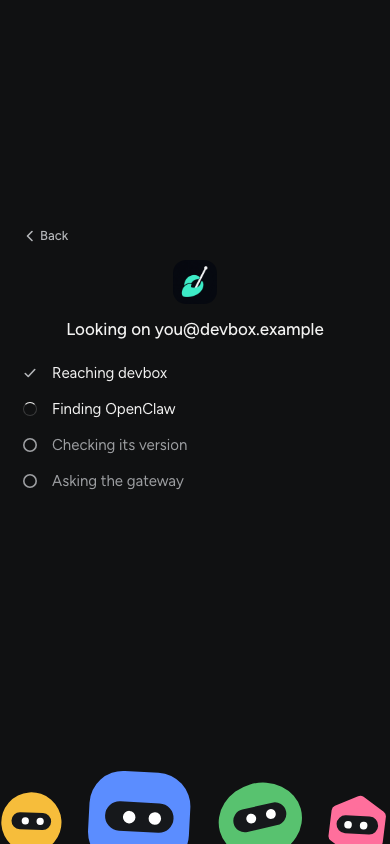 Back
Looking on you@devbox.example
Reaching devbox
Finding OpenClaw
Checking its version
Asking the gateway